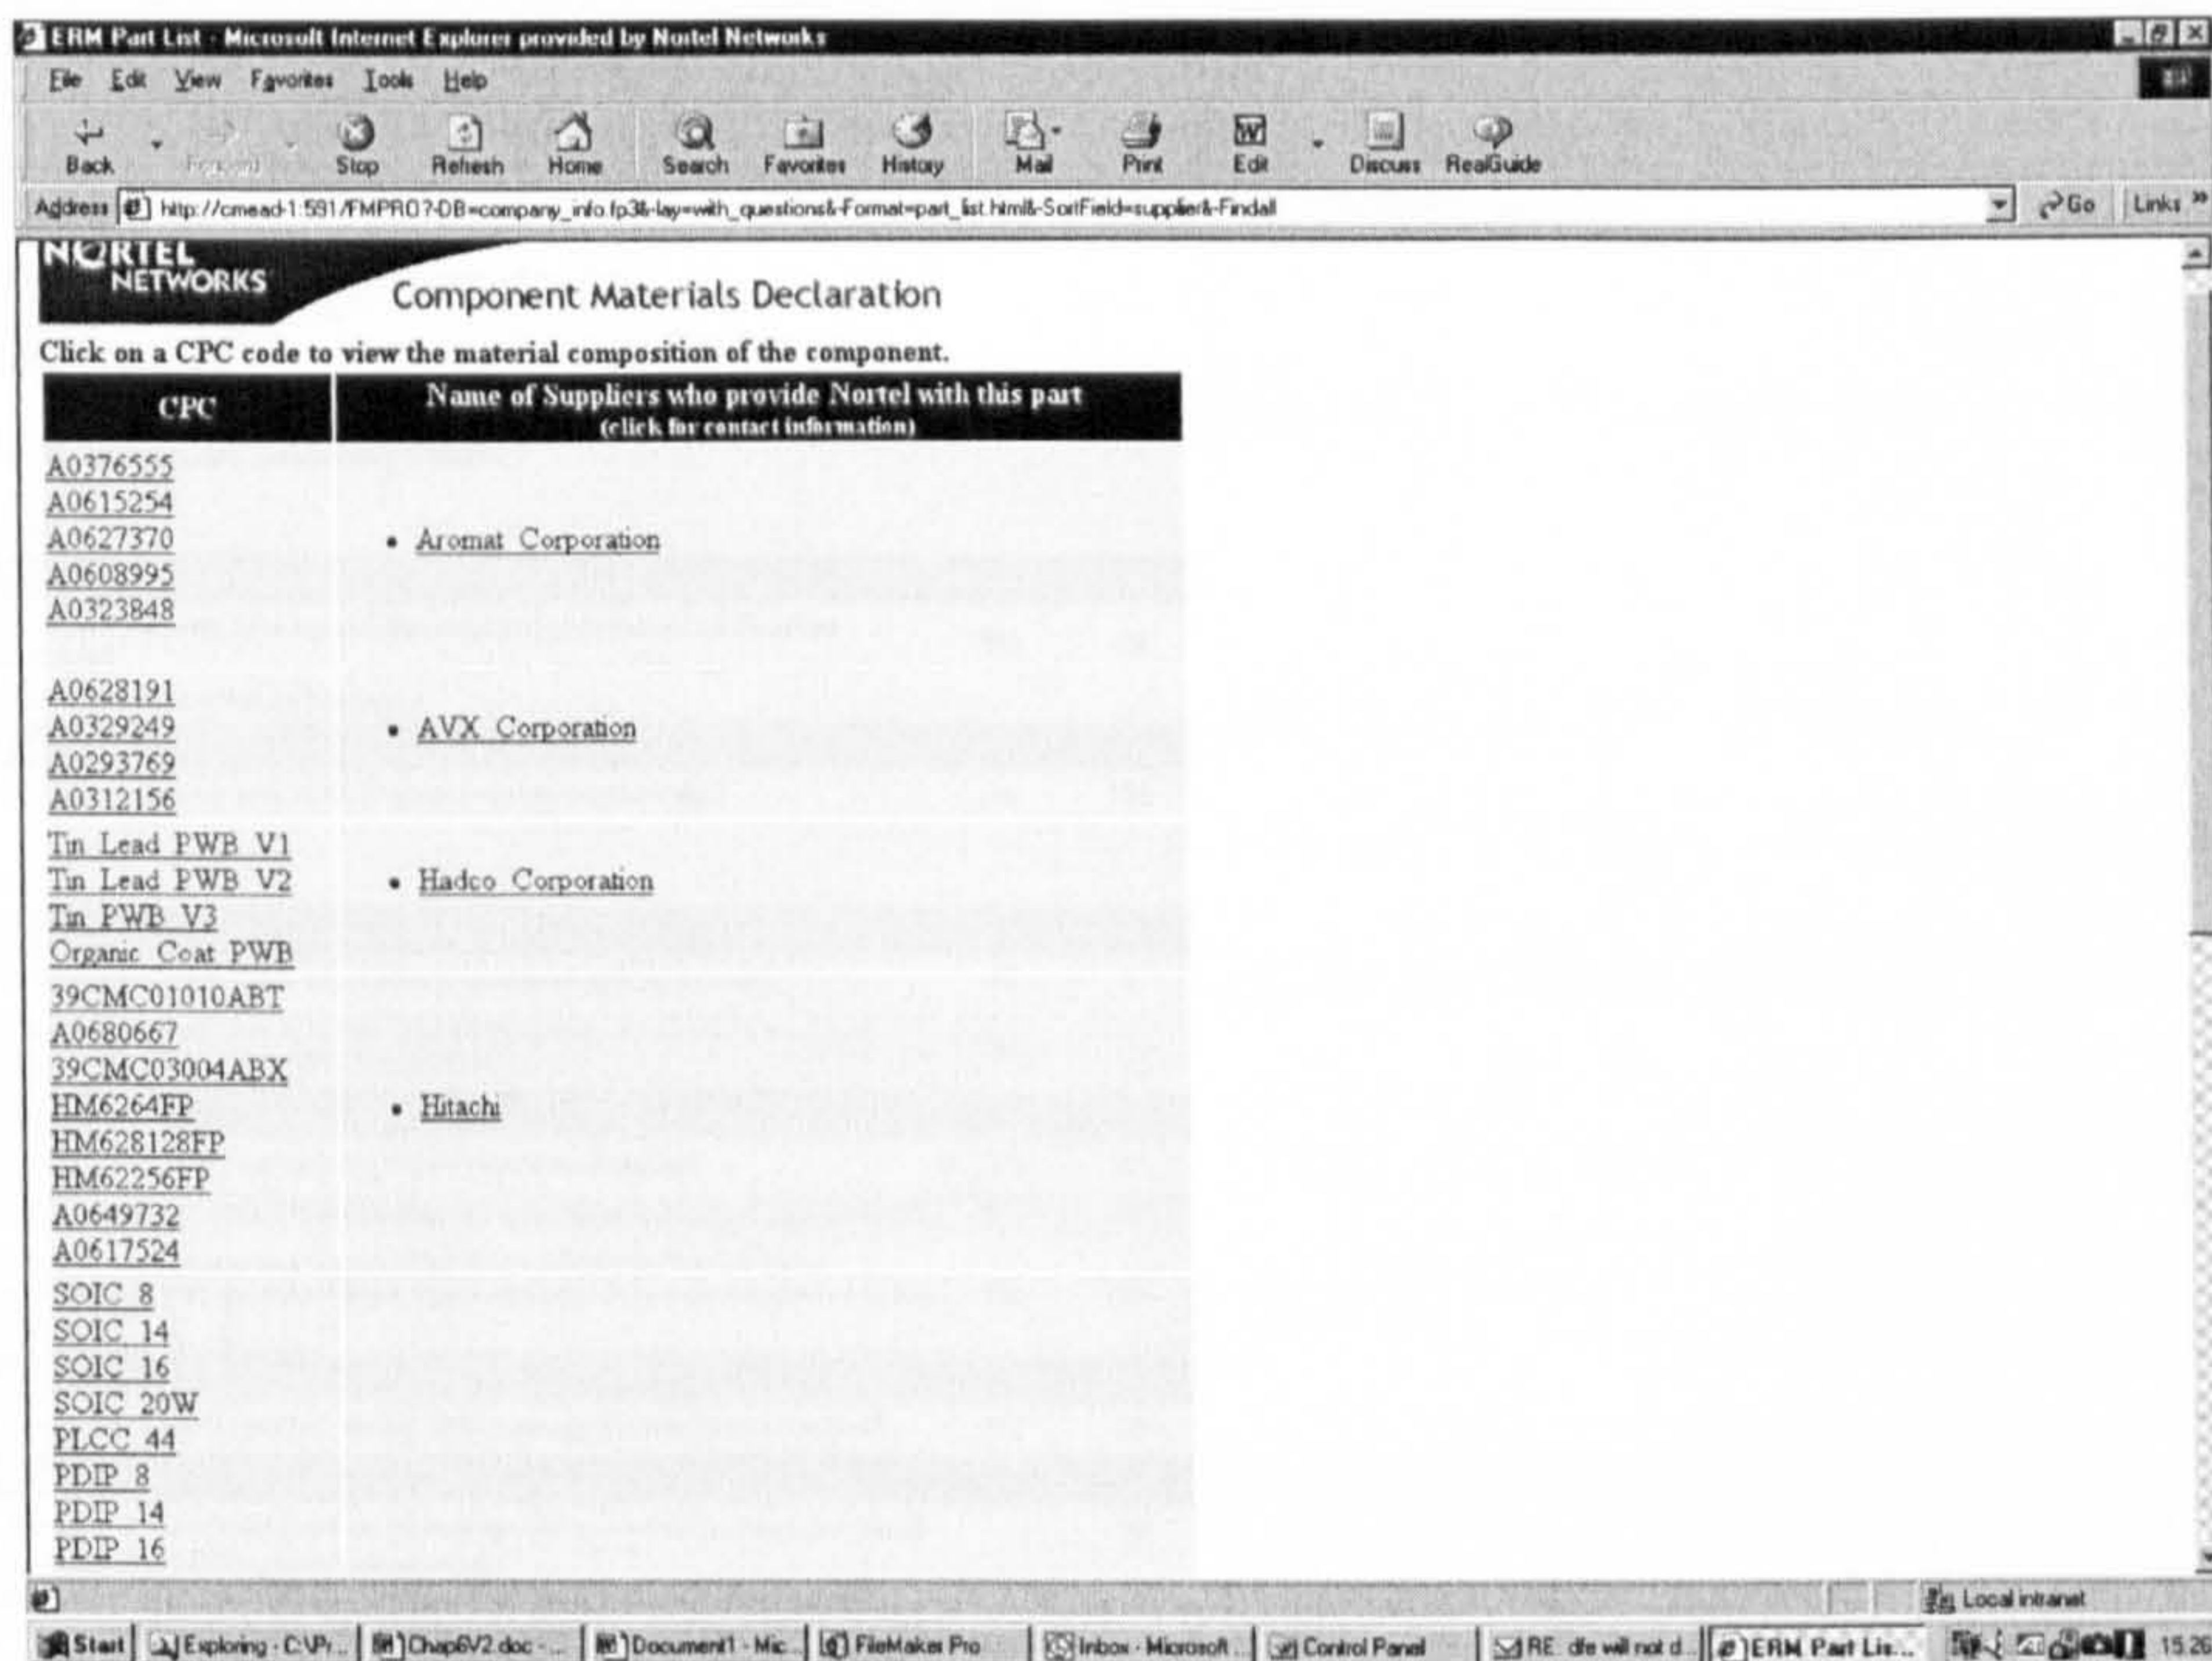 ERM Part List - Microsoft Internet Explorer provided by Nortel Networks
File Edit View Favorites Tools Help
Back Forward Stop Refresh Home Search Favorites History Mail Print Edit Discuss RealGuide
Address http://cmead-1:591/FMPRO?-DB=company_info.fp3&-lay=with_questions&-Format=part_list.html&-SortField=supplier&-Findall Go Links »
NORTEL
NETWORKS
Component Materials Declaration
Click on a CPC code to view the material composition of the component.
CPC Name of Suppliers who provide Nortel with this part
(click for contact information)
A0376555
A0615254
A0627370 • Aromat Corporation
A0608995
A0323848
A0628191
A0329249 • AVX Corporation
A0293769
A0312156
Tin Lead PWB V1
Tin Lead PWB V2 • Hadco Corporation
Tin PWB V3
Organic Coat PWB
39CMC01010ABT
A0680667
39CMC03004ABX
HM6264FP • Hitachi
HM628128FP
HM62256FP
A0649732
A0617524
SOIC 8
SOIC 14
SOIC 16
SOIC 20W
PLCC 44
PDIP 8
PDIP 14
PDIP 16
Local intranet
Start Exploring - C:\Pr... Chap6V2.doc - ... Document1 - Mic... FileMaker Pro Inbox - Microsoft ... Control Panel RE: dfe will not d... ERM Part Lis... 15:26